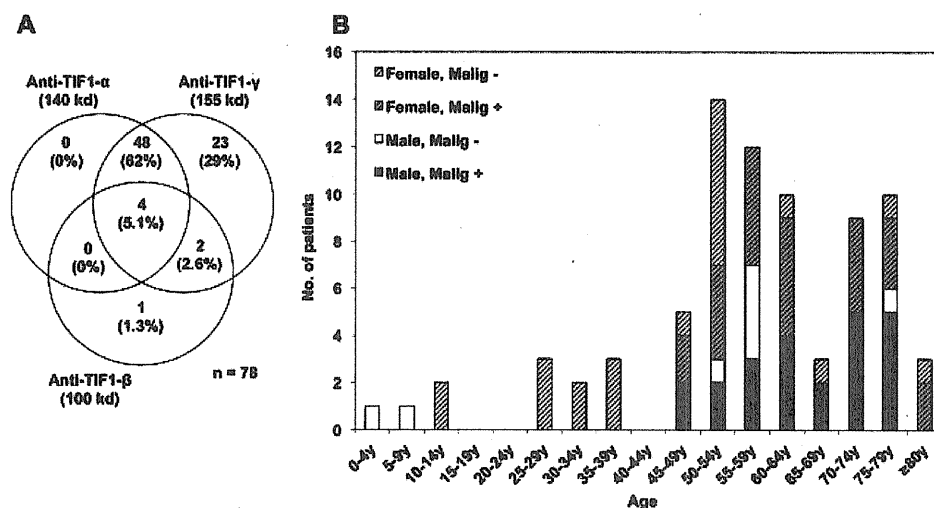 A
Anti-TIF1-α
(140 kd)
Anti-TIF1-γ
(155 kd)
0
(0%)
48
(62%)
23
(29%)
4
(5.1%)
0
(0%)
2
(2.6%)
1
(1.3%)
Anti-TIF1-β
(100 kd)
n = 78
B
16
14
12
10
8
6
4
2
0
No. of patients
Female, Malig -
Female, Malig +
Male, Malig -
Male, Malig +
0-4y
5-9y
10-14y
15-19y
20-24y
25-29y
30-34y
35-39y
40-44y
45-49y
50-54y
55-59y
60-64y
65-69y
70-74y
75-79y
≥80y
Age